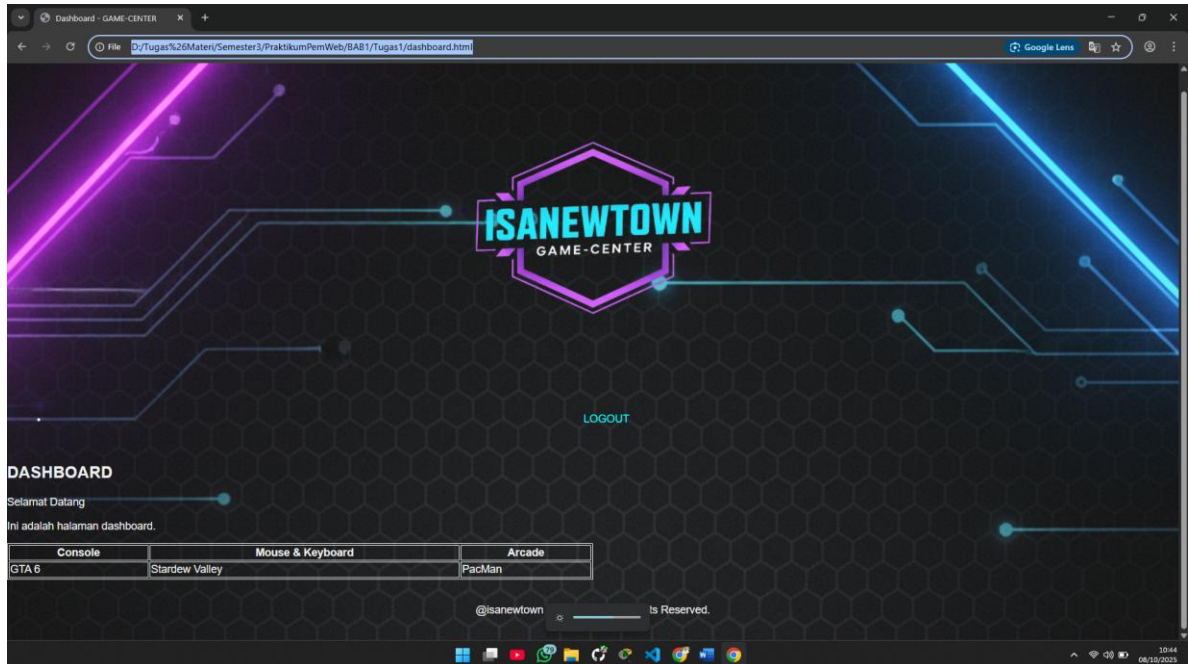 Dashboard - GAME-CENTER
File D:/Tugas%26Materi/Semester3/PraktikumPemWeb/BAB1/Tugas1/dashboard.html Google Lens
ISANEWTOWN
GAME-CENTER
LOGOUT
DASHBOARD
Selamat Datang
Ini adalah halaman dashboard.
Console Mouse & Keyboard Arcade
GTA 6 Stardew Valley PacMan
@isanewtown ts Reserved.
10:44
08/10/2025